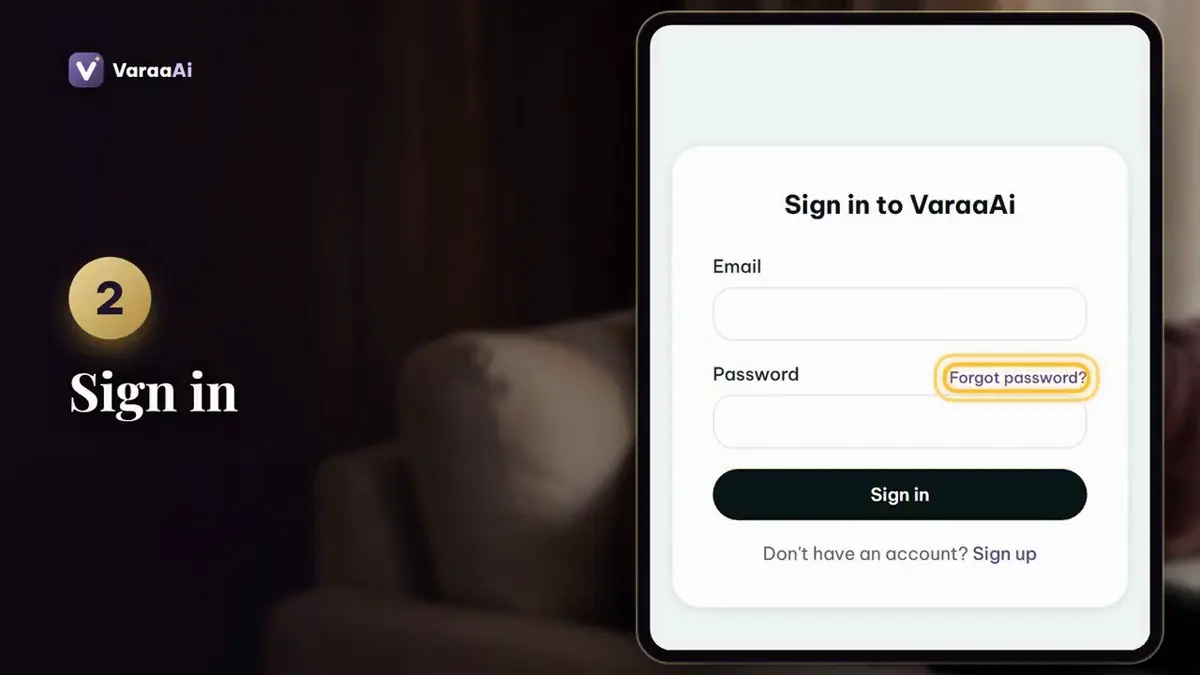 VaraaAi
2
Sign in
Sign in to VaraaAi
Email
Password
Forgot password?
Sign in
Don't have an account? Sign up